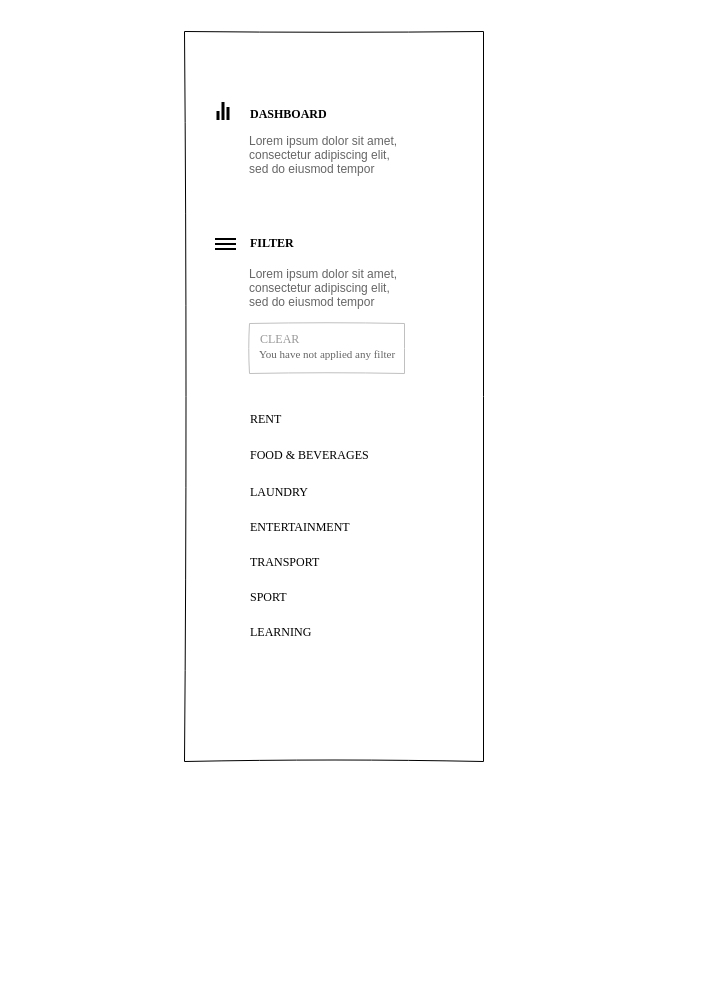 DASHBOARD
Lorem ipsum dolor sit amet,
consectetur adipiscing elit,
sed do eiusmod tempor
FILTER
Lorem ipsum dolor sit amet,
consectetur adipiscing elit,
sed do eiusmod tempor
CLEAR
You have not applied any filter
RENT
FOOD & BEVERAGES
LAUNDRY
ENTERTAINMENT
TRANSPORT
SPORT
LEARNING